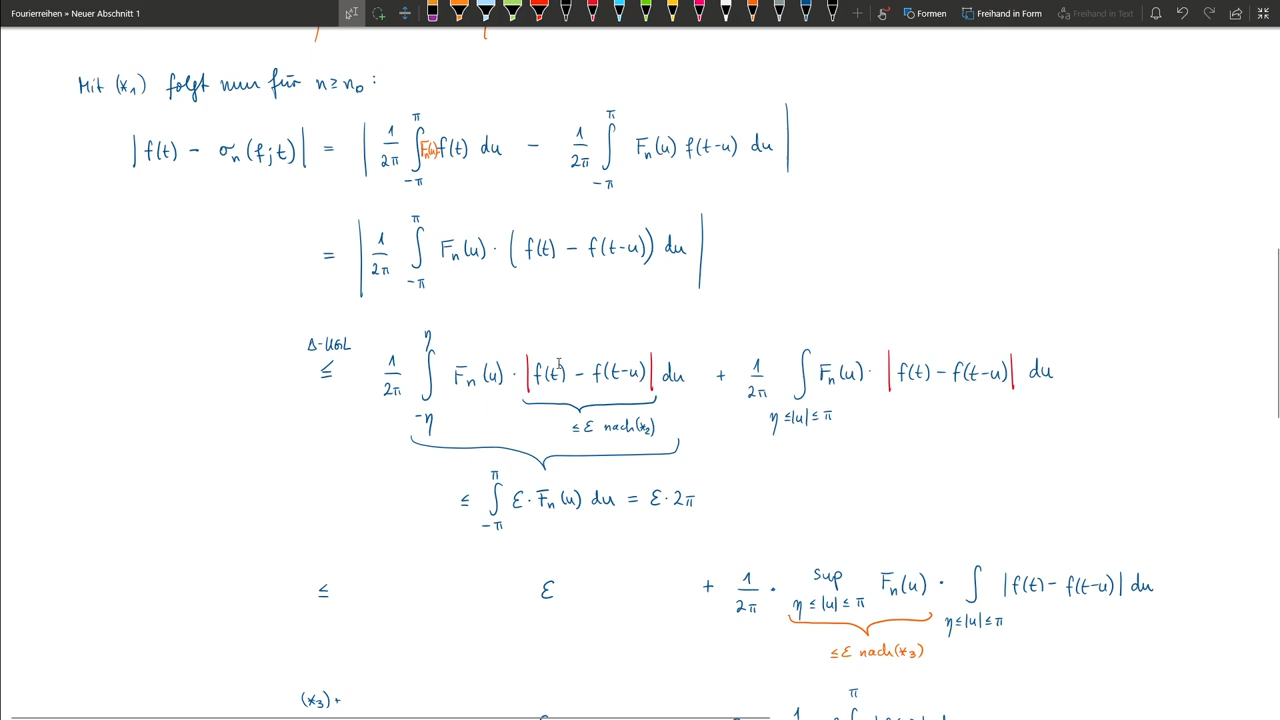 Fourierreihen » Neuer Abschnitt 1
Formen Freihand in Form Freihand in Text
Mit (*₁) folgt nun für n ≥ n₀ :
|f(t) − σₙ(f;t)| = | 1/2π ∫_{−π}^{π} Fₙ(u)·f(t) du − 1/2π ∫_{−π}^{π} Fₙ(u) f(t−u) du |
= | 1/2π ∫_{−π}^{π} Fₙ(u) · ( f(t) − f(t−u) ) du |
Δ-UGL
≤ 1/2π ∫_{−η}^{η} Fₙ(u) · |f(t) − f(t−u)| du + 1/2π ∫_{η≤|u|≤π} Fₙ(u) · |f(t) − f(t−u)| du
≤ ε nach (*₂)
≤ ∫_{−π}^{π} ε · Fₙ(u) du = ε · 2π
≤ ε + 1/2π · sup_{η≤|u|≤π} Fₙ(u) · ∫_{η≤|u|≤π} |f(t) − f(t−u)| du
≤ ε nach (*₃)
(*₃) +